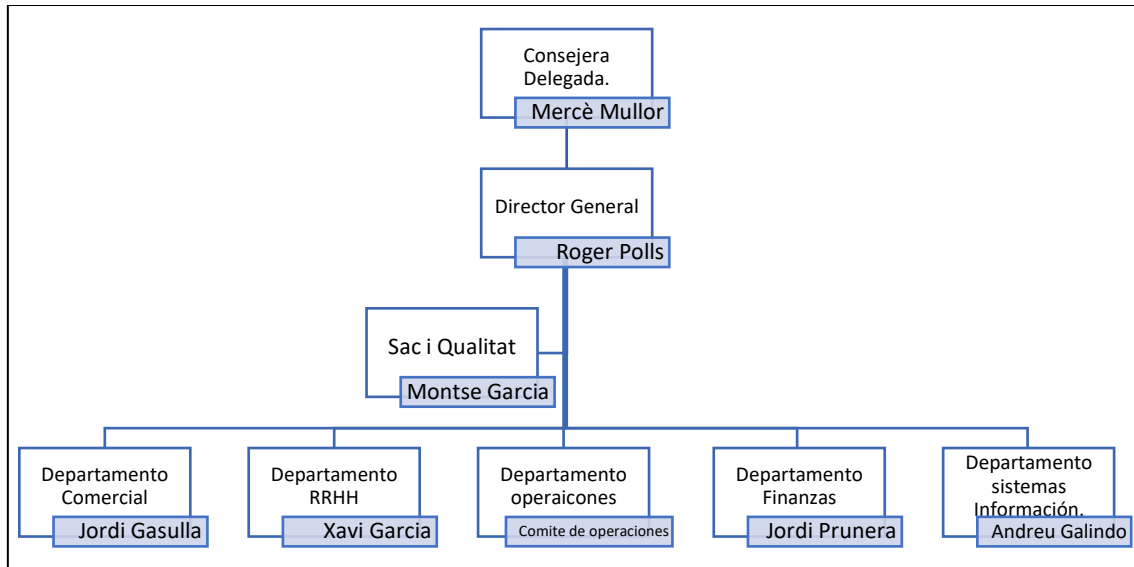 Consejera
Delegada.
Mercè Mullor
Director General
Roger Polls
Sac i Qualitat
Montse Garcia
Departamento
Comercial
Jordi Gasulla
Departamento
RRHH
Xavi Garcia
Departamento
operaicones
Comite de operaciones
Departamento
Finanzas
Jordi Prunera
Departamento
sistemas
Información.
Andreu Galindo